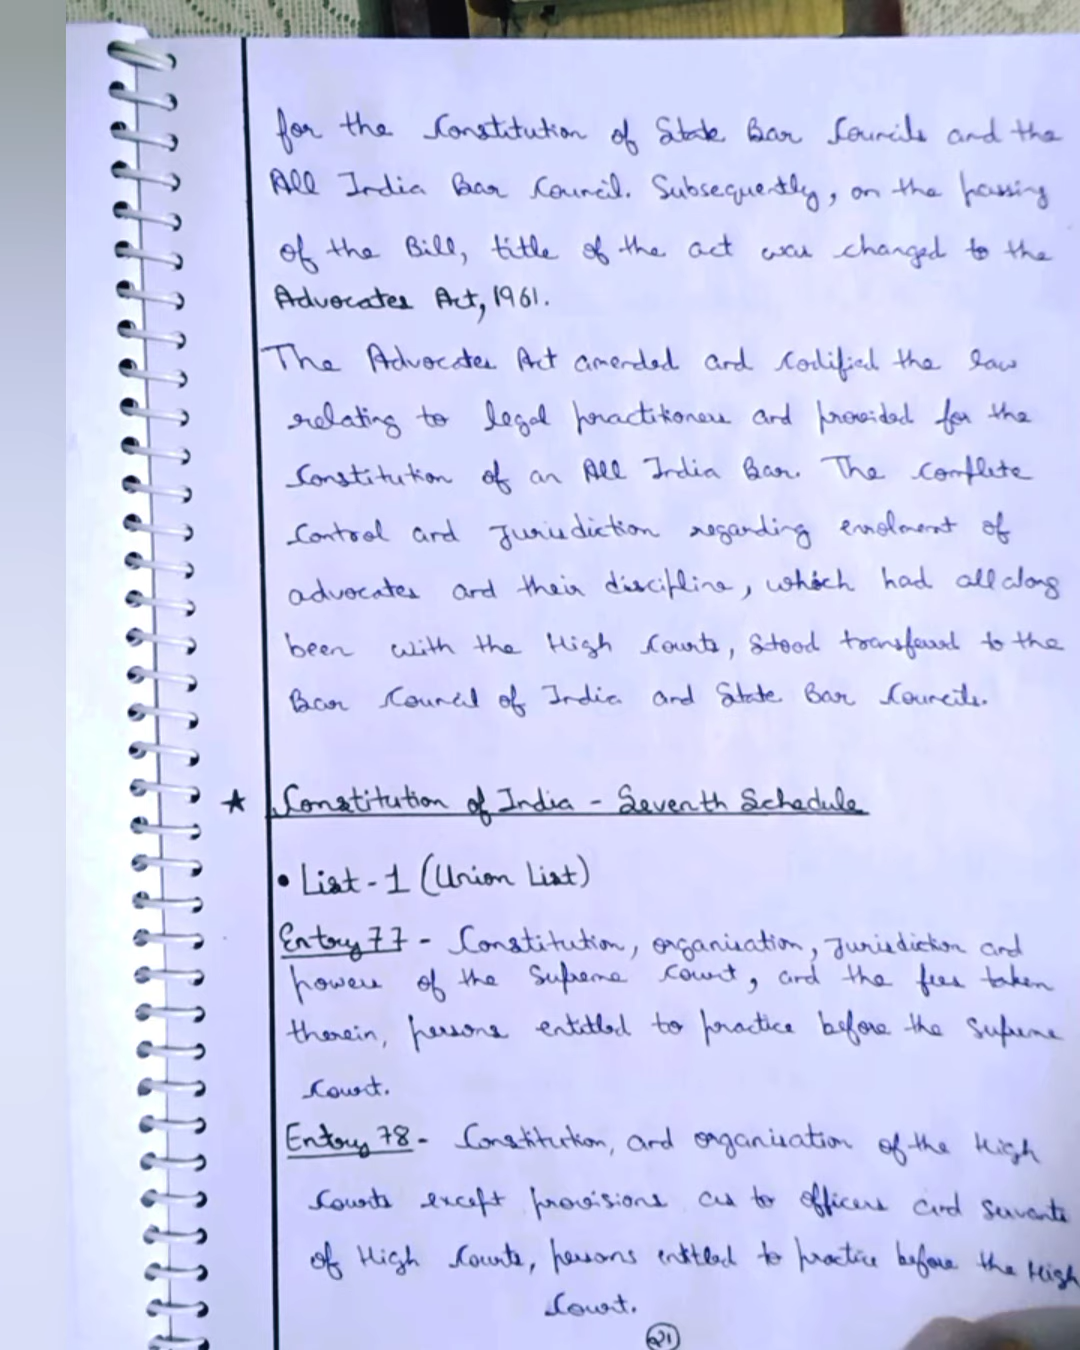 for the Constitution of State Bar Councils and the
All India Bar Council. Subsequently, on the passing
of the Bill, title of the act was changed to the
Advocates Act, 1961.
The Advocates Act amended and codified the law
relating to legal practitioners and provided for the
Constitution of an All India Bar. The complete
Control and Jurisdiction regarding enrolment of
advocates and their discipline, which had all along
been with the High Courts, stood transferred to the
Bar Council of India and State Bar Councils.
★ Constitution of India - Seventh Schedule
• List - 1 (Union List)
Entry 77 - Constitution, organisation, Jurisdiction and
powers of the Supreme Court, and the fees taken
therein, persons entitled to practice before the Supreme
Court.
Entry 78 - Constitution, and organisation of the High
Courts except provisions as to officers and servants
of High Courts, persons entitled to practice before the High
Court.
21